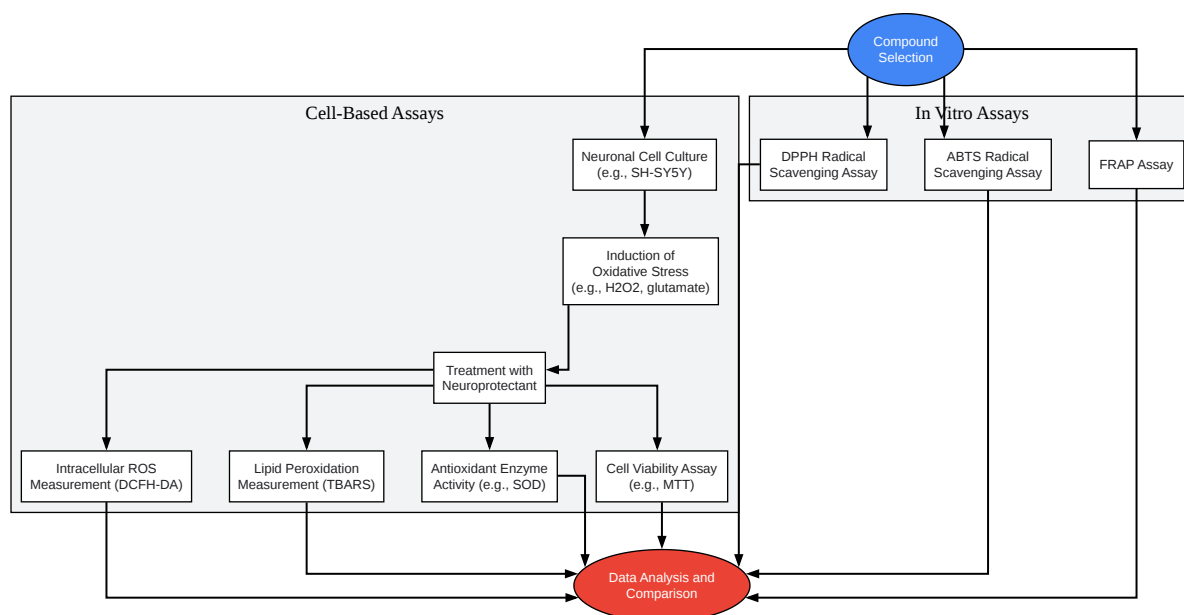 Compound
Selection
Cell-Based Assays
In Vitro Assays
Neuronal Cell Culture
(e.g., SH-SY5Y)
DPPH Radical
Scavenging Assay
ABTS Radical
Scavenging Assay
FRAP Assay
Induction of
Oxidative Stress
(e.g., H2O2, glutamate)
Treatment with
Neuroprotectant
Intracellular ROS
Measurement (DCFH-DA)
Lipid Peroxidation
Measurement (TBARS)
Antioxidant Enzyme
Activity (e.g., SOD)
Cell Viability Assay
(e.g., MTT)
Data Analysis and
Comparison